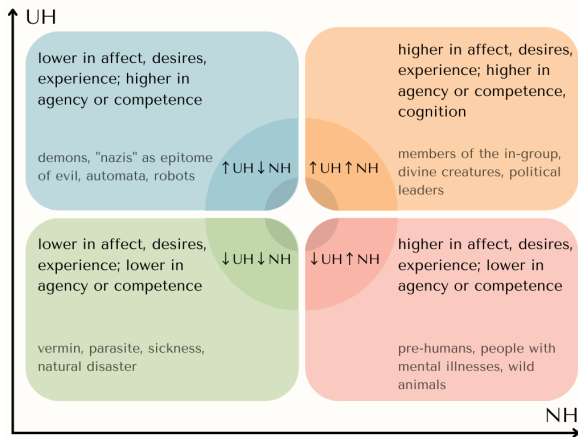 UH
lower in affect, desires,
experience; higher in
agency or competence
demons, "nazis" as epitome
of evil, automata, robots
↑UH↓NH
higher in affect, desires,
experience; higher in
agency or competence,
cognition
members of the in-group,
divine creatures, political
leaders
↑UH↑NH
lower in affect, desires,
experience; lower in
agency or competence
vermin, parasite, sickness,
natural disaster
↓UH↓NH
higher in affect, desires,
experience; lower in
agency or competence
pre-humans, people with
mental illnesses, wild
animals
↓UH↑NH
NH